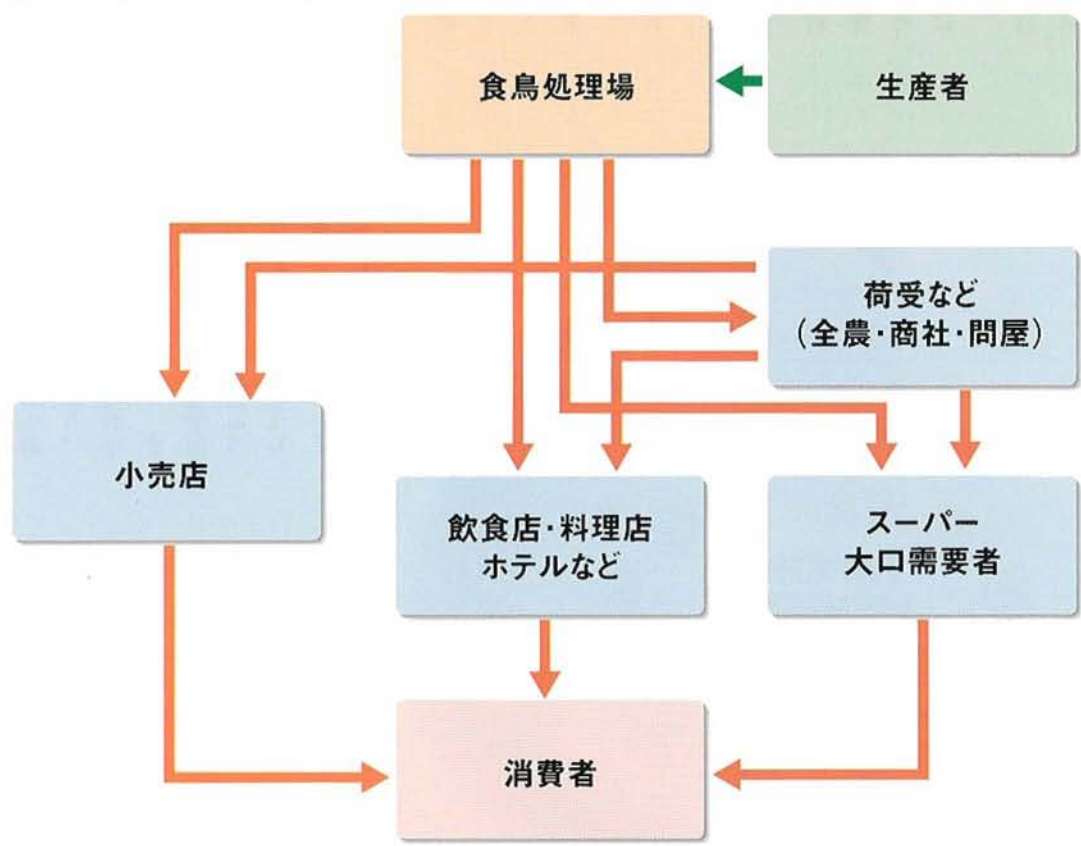 食鳥処理場
生産者
荷受など
(全農・商社・問屋)
小売店
飲食店・料理店
ホテルなど
スーパー
大口需要者
消費者